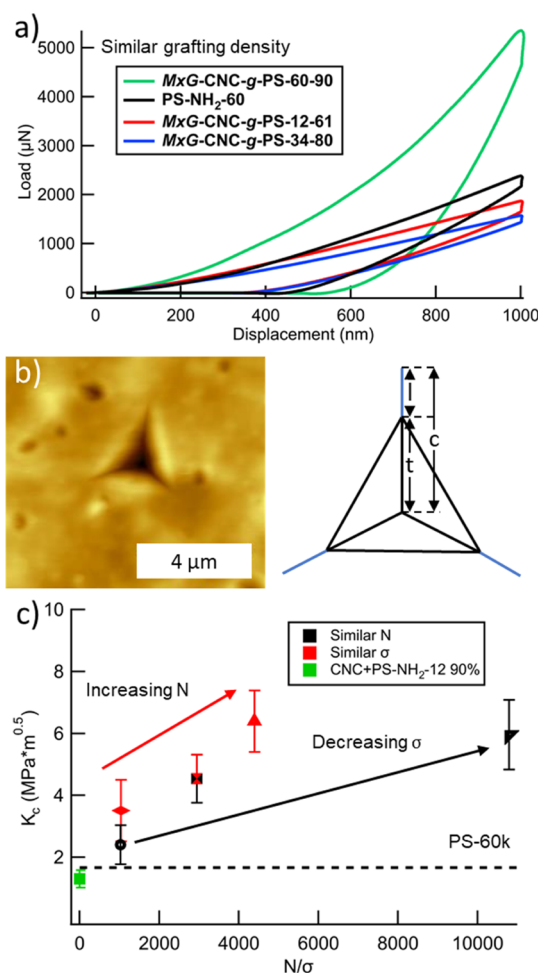 a)
Similar grafting density
MxG-CNC-g-PS-60-90
PS-NH₂-60
MxG-CNC-g-PS-12-61
MxG-CNC-g-PS-34-80
5000
4000
3000
2000
1000
0
Load (µN)
0 200 400 600 800 1000
Displacement (nm)
b)
4 µm
l
t
c
c)
Similar N
Similar σ
CNC+PS-NH₂-12 90%
Increasing N
Decreasing σ
PS-60k
10
8
6
4
2
0
Kc (MPa*m^0.5)
0 2000 4000 6000 8000 10000
N/σ